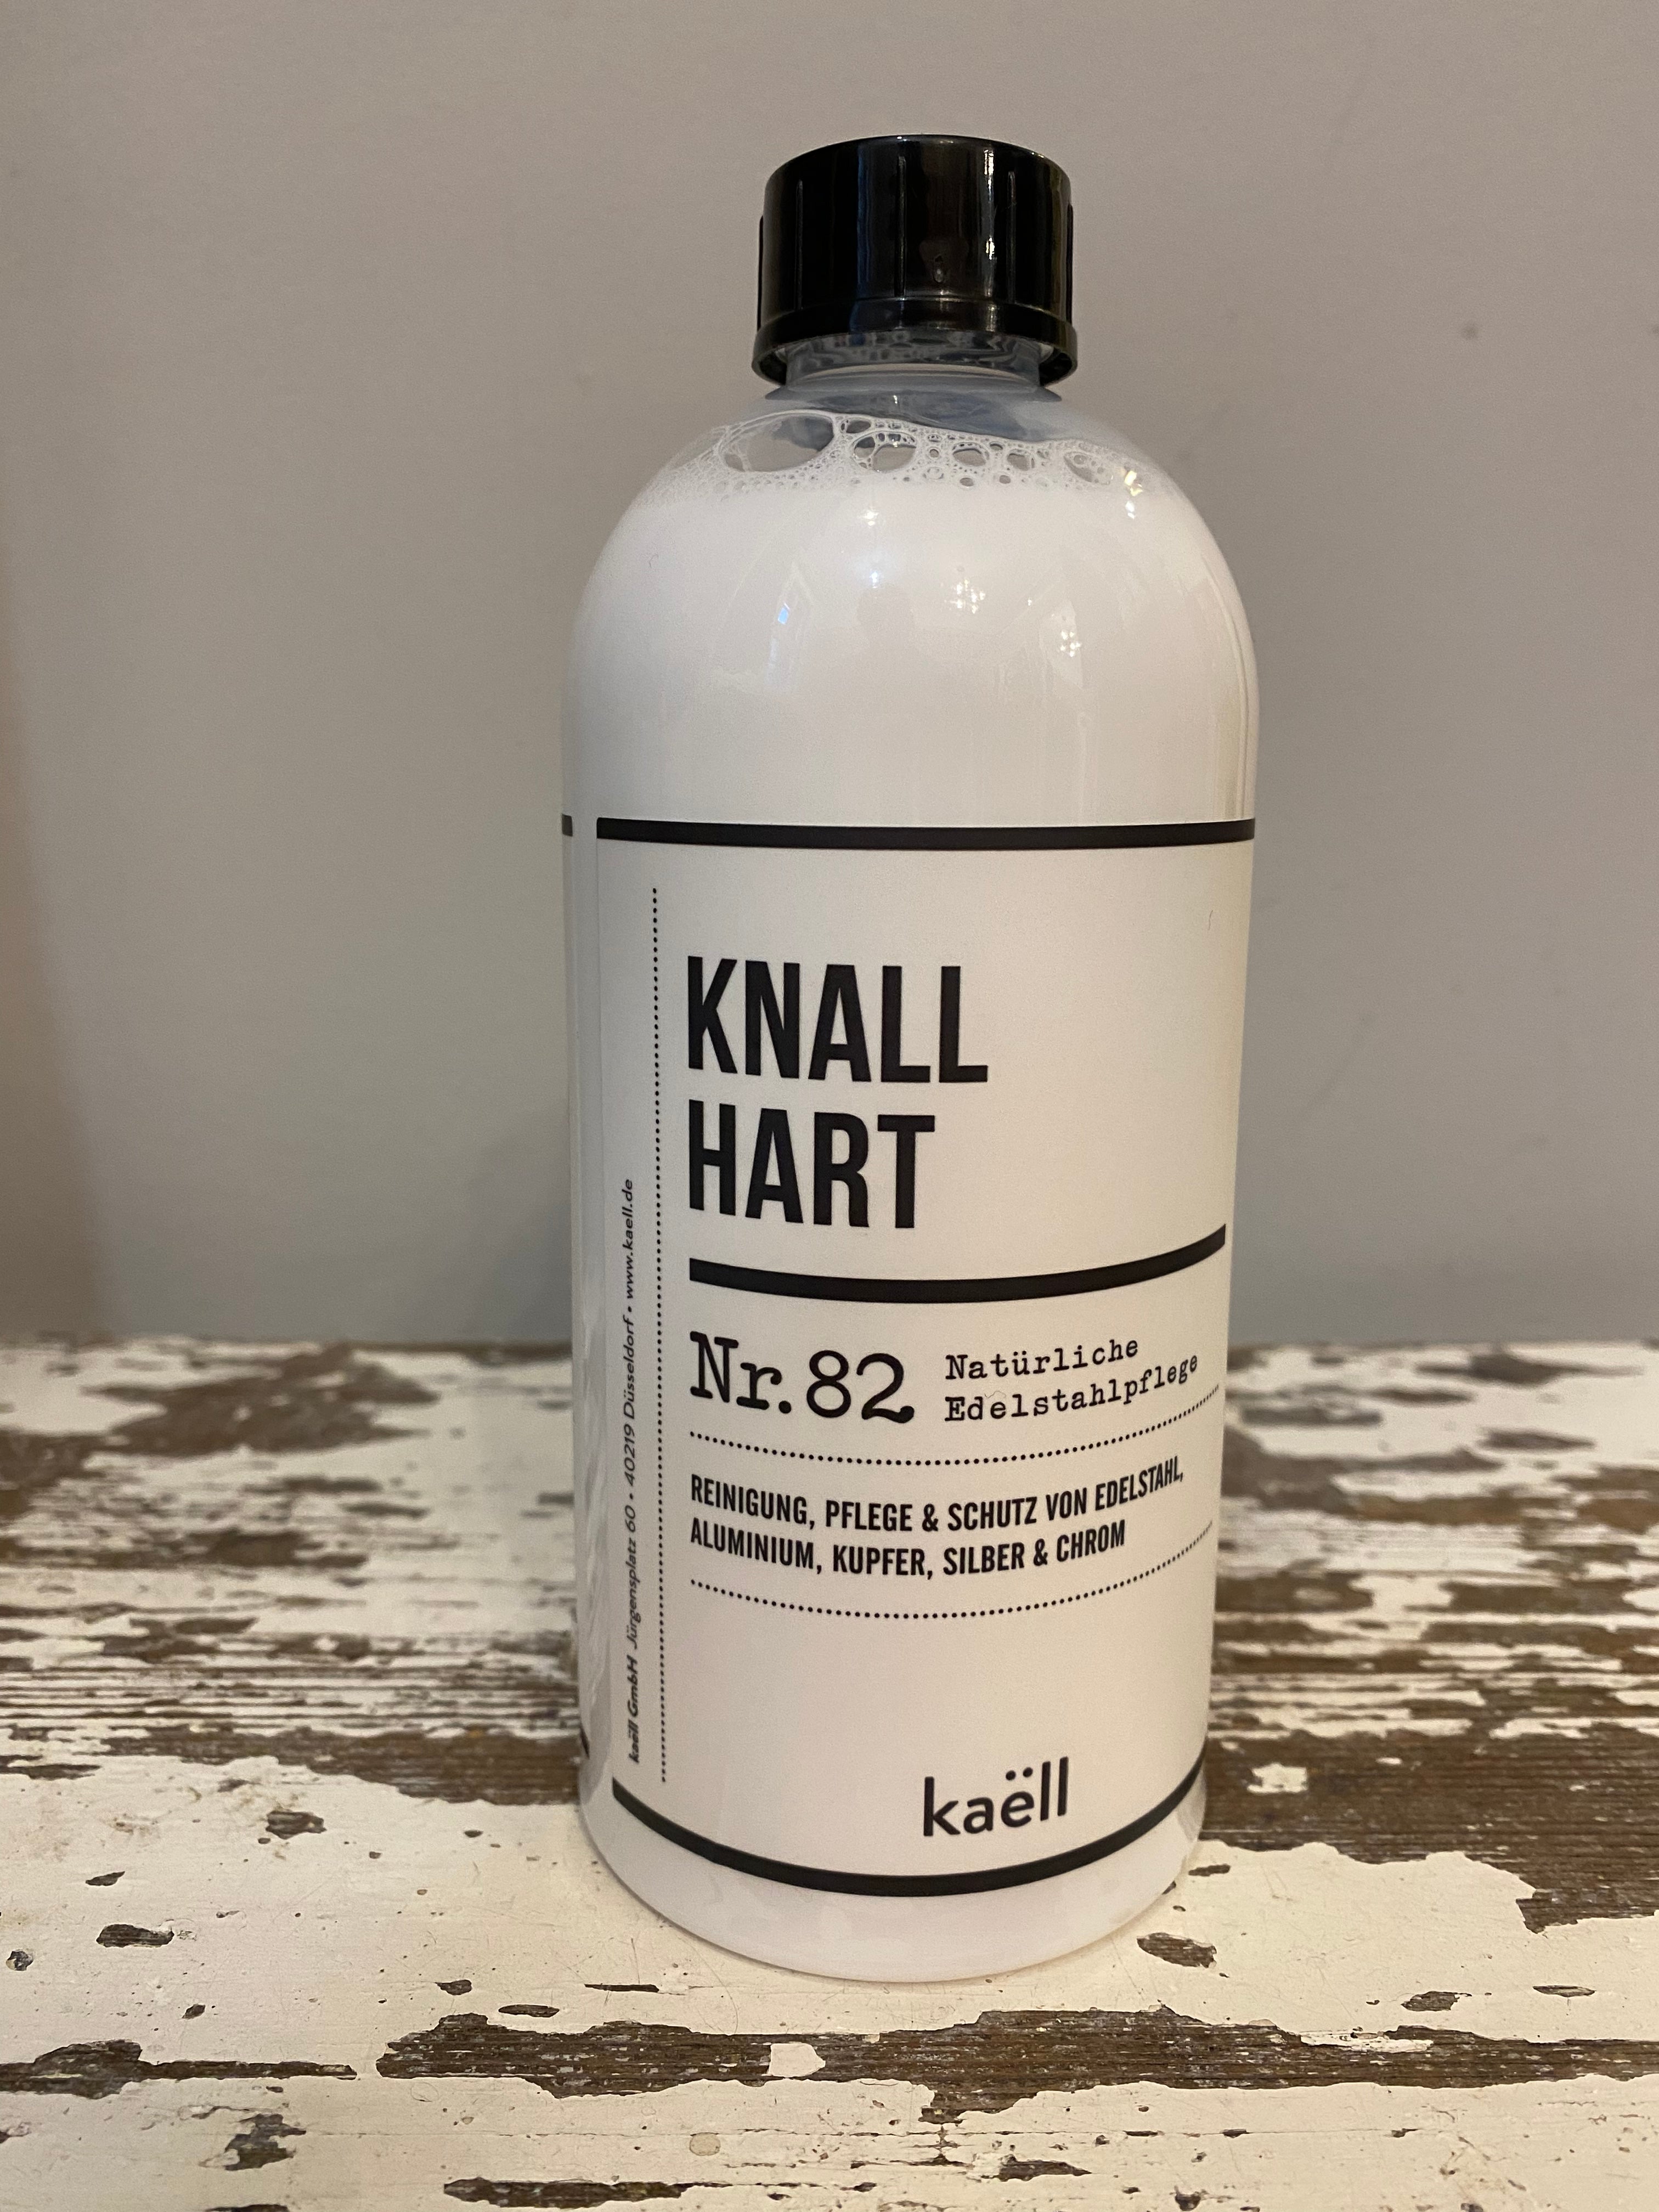 KNALL
HART
Nr.82
Natürliche
Edelstahlpflege
REINIGUNG, PFLEGE & SCHUTZ VON EDELSTAHL,
ALUMINIUM, KUPFER, SILBER & CHROM
kaëll
kaëll GmbH Jürgensplatz 60 • 40219 Düsseldorf • www.kaell.de